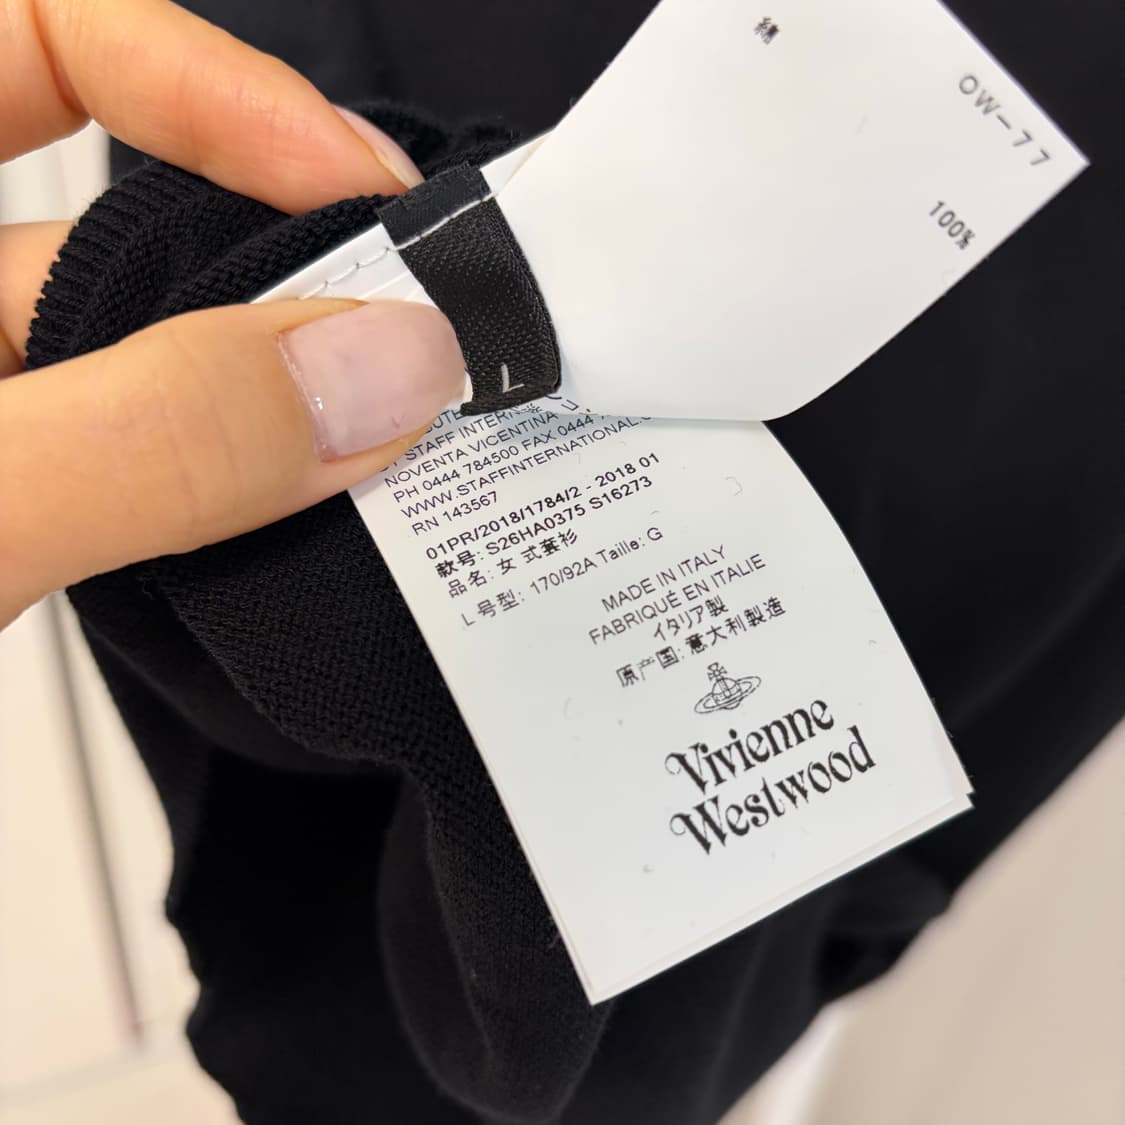 綿
OW-77
100%
L
STAFF INTERN
NOVENTA VICENTINA
PH 0444 784500 FAX 0444
WWW.STAFFINTERNATIONAL.C
RN 143567
01PR/2018/1784/2 - 2018 01
款号: S26HA0375 S16273
品名: 女 式套衫
L 号型: 170/92A Taille: G
MADE IN ITALY
FABRIQUÉ EN ITALIE
イタリア製
原产国: 意大利製造
Vivienne
Westwood